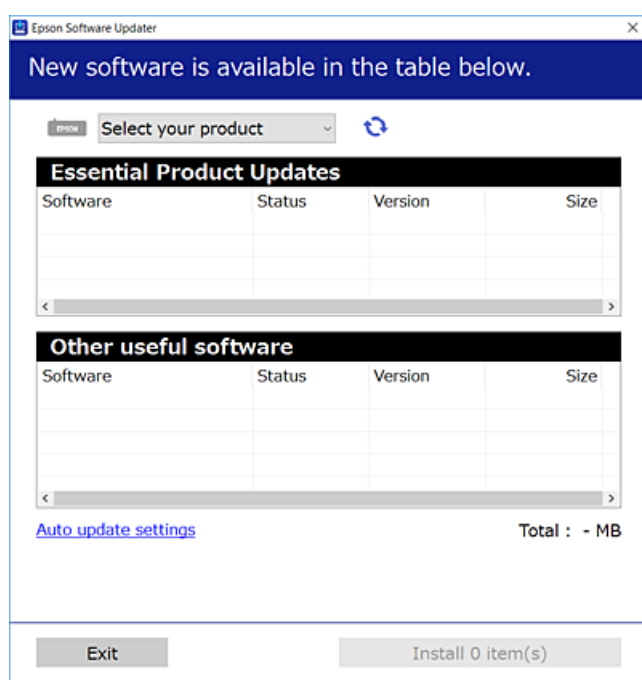 Epson Software Updater
New software is available in the table below.
EPSON Select your product
Essential Product Updates
Software Status Version Size
Other useful software
Software Status Version Size
Auto update settings Total : - MB
Exit Install 0 item(s)